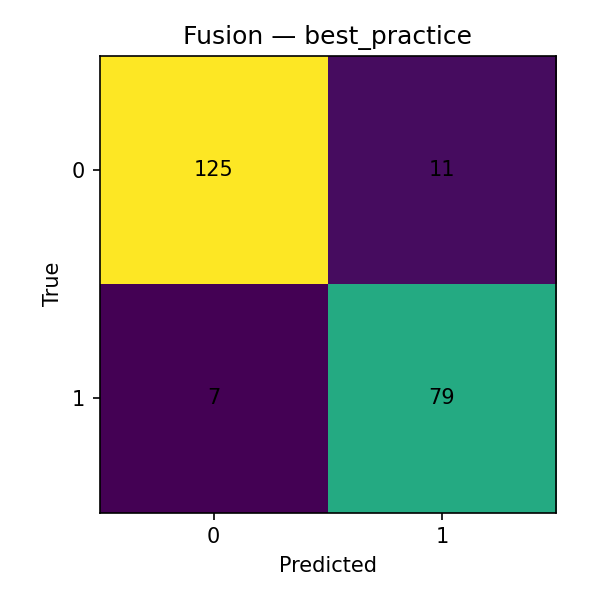 Fusion — best_practice
0
125
11
True
1
7
79
0
1
Predicted